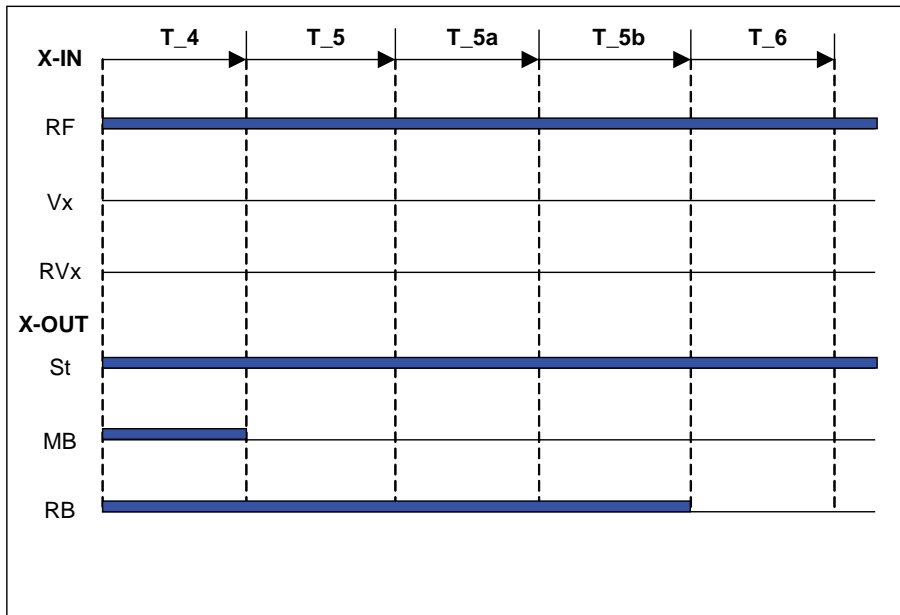 T_4 T_5 T_5a T_5b T_6
X-IN
RF
Vx
RVx
X-OUT
St
MB
RB